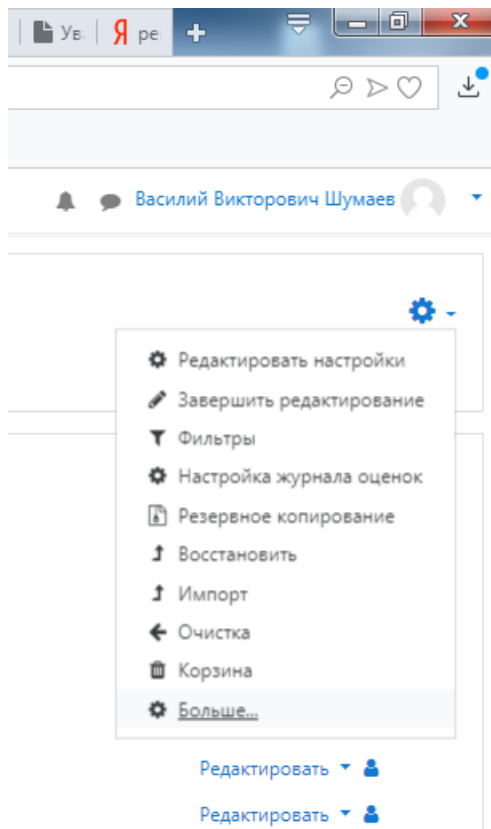 Ув Я ре
Василий Викторович Шумаев
Редактировать настройки
Завершить редактирование
Фильтры
Настройка журнала оценок
Резервное копирование
Восстановить
Импорт
Очистка
Корзина
Больше...
Редактировать
Редактировать